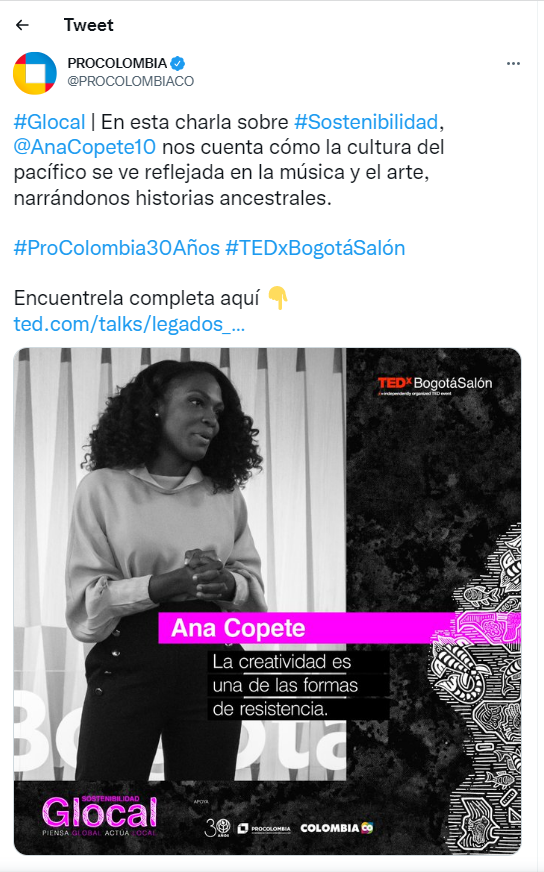 Tweet
PROCOLOMBIA
@PROCOLOMBIACO
#Glocal | En esta charla sobre #Sostenibilidad,
@AnaCopete10 nos cuenta cómo la cultura del
pacífico se ve reflejada en la música y el arte,
narrándonos historias ancestrales.
#ProColombia30Años #TEDxBogotáSalón
Encuentrela completa aquí 👇
ted.com/talks/legados_...
TEDx BogotáSalón
x = independently organized TED event
Ana Copete
La creatividad es
una de las formas
de resistencia.
Bogotá
SOSTENIBILIDAD
Glocal
PIENSA GLOBAL ACTÚA LOCAL
APOYA
30 AÑOS
PROCOLOMBIA
COLOMBIA CO